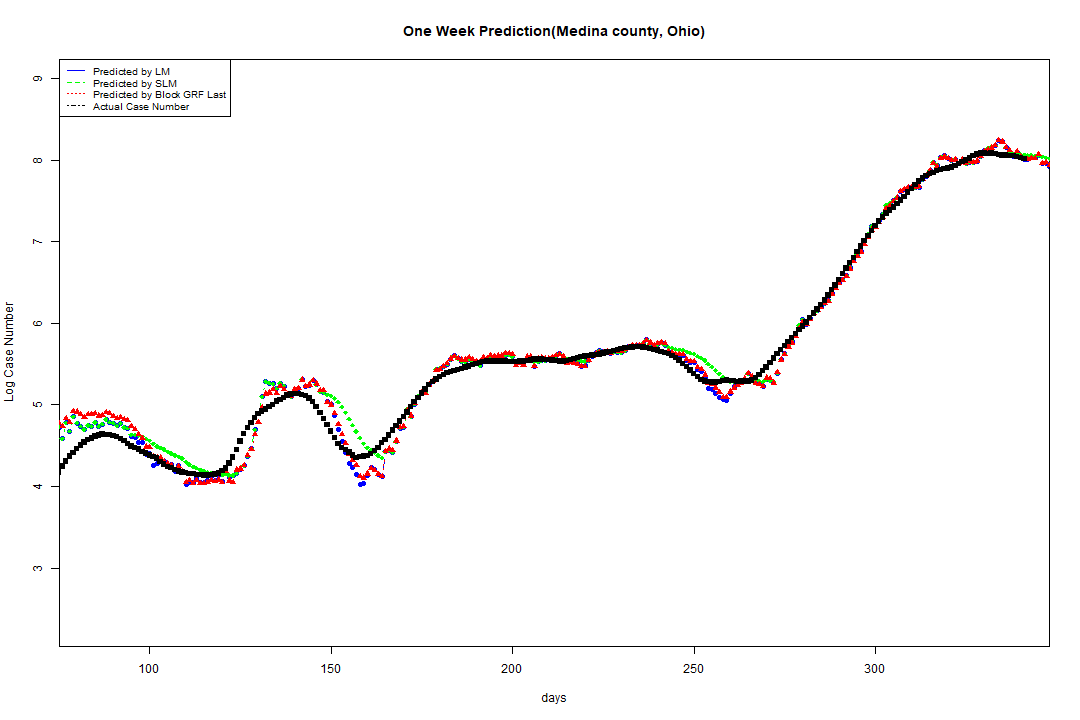 One Week Prediction(Medina county, Ohio)
Predicted by LM
Predicted by SLM
Predicted by Block GRF Last
Actual Case Number
9
8
7
6
5
4
3
Log Case Number
100 150 200 250 300
days